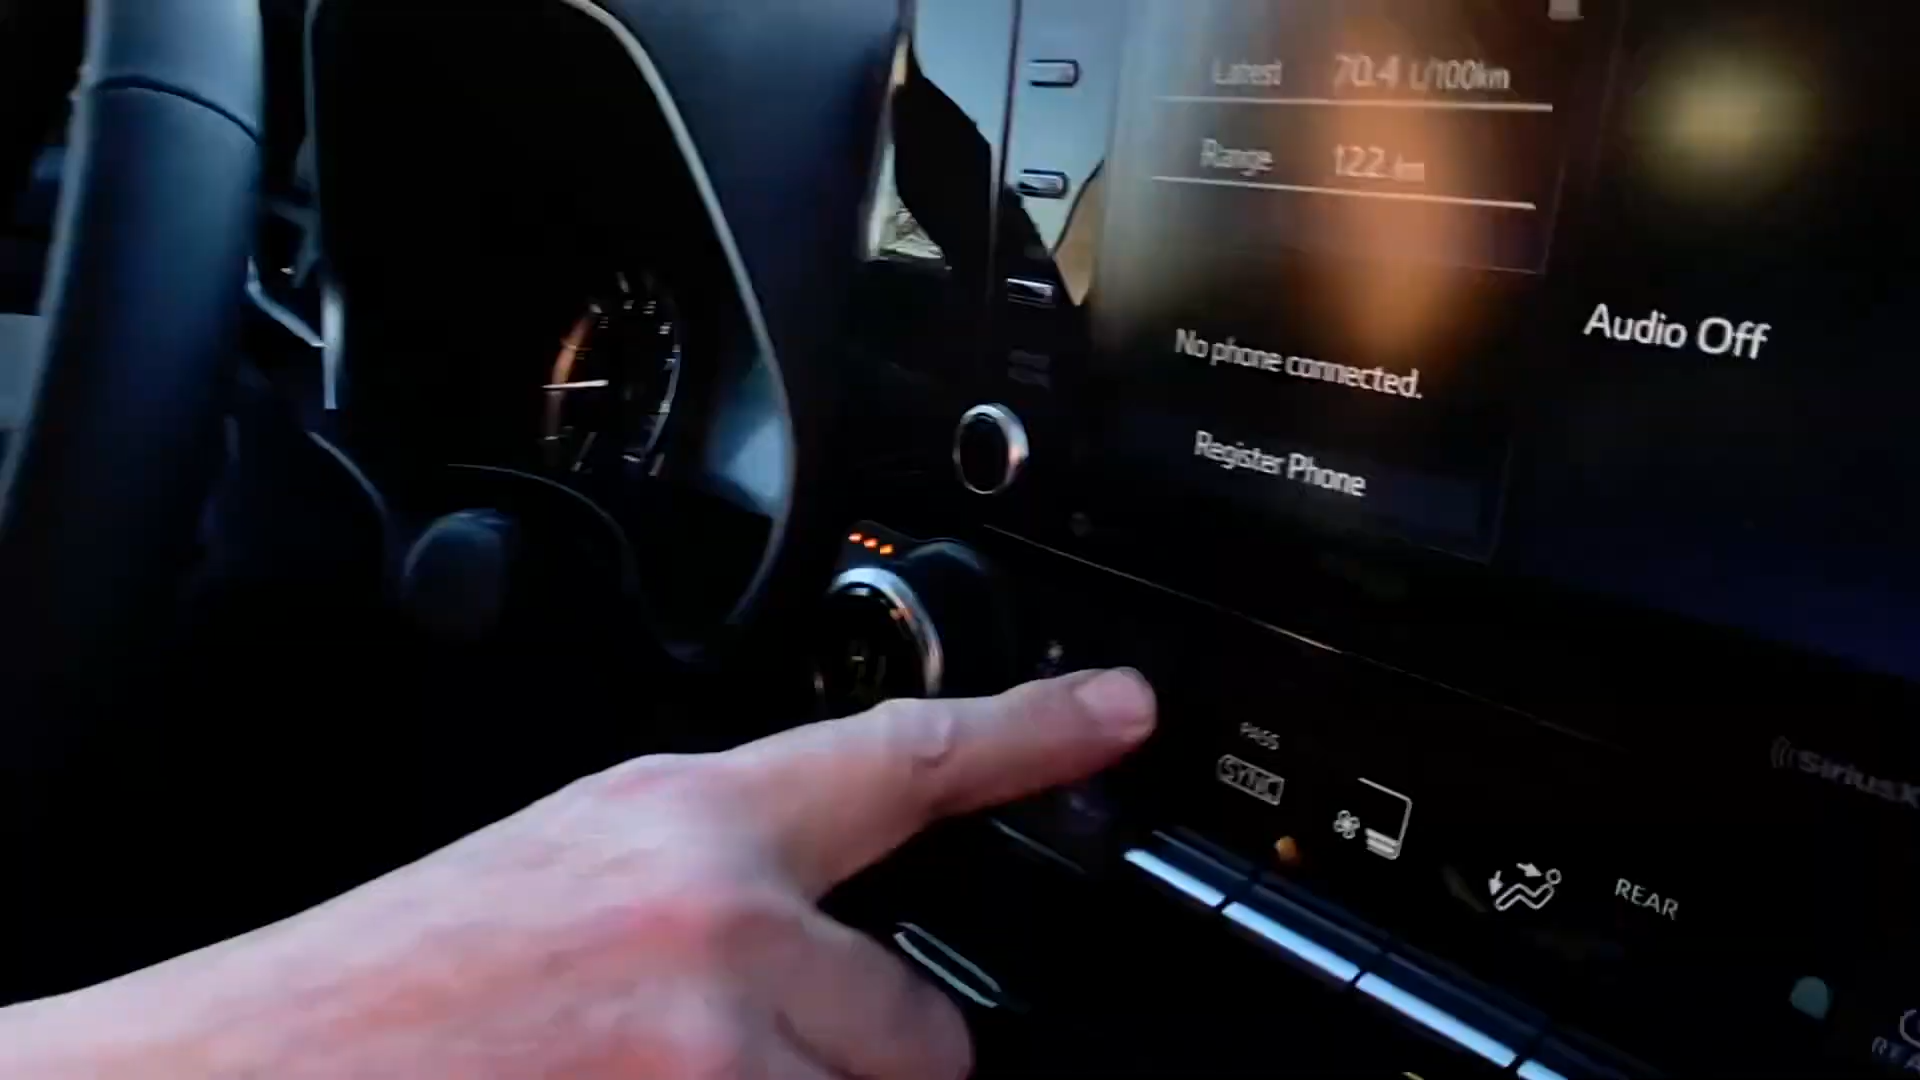 Latest 70.4 L/100km
Range 122 km
Audio Off
No phone connected.
Register Phone
PASS
SYNC
SiriusX
REAR